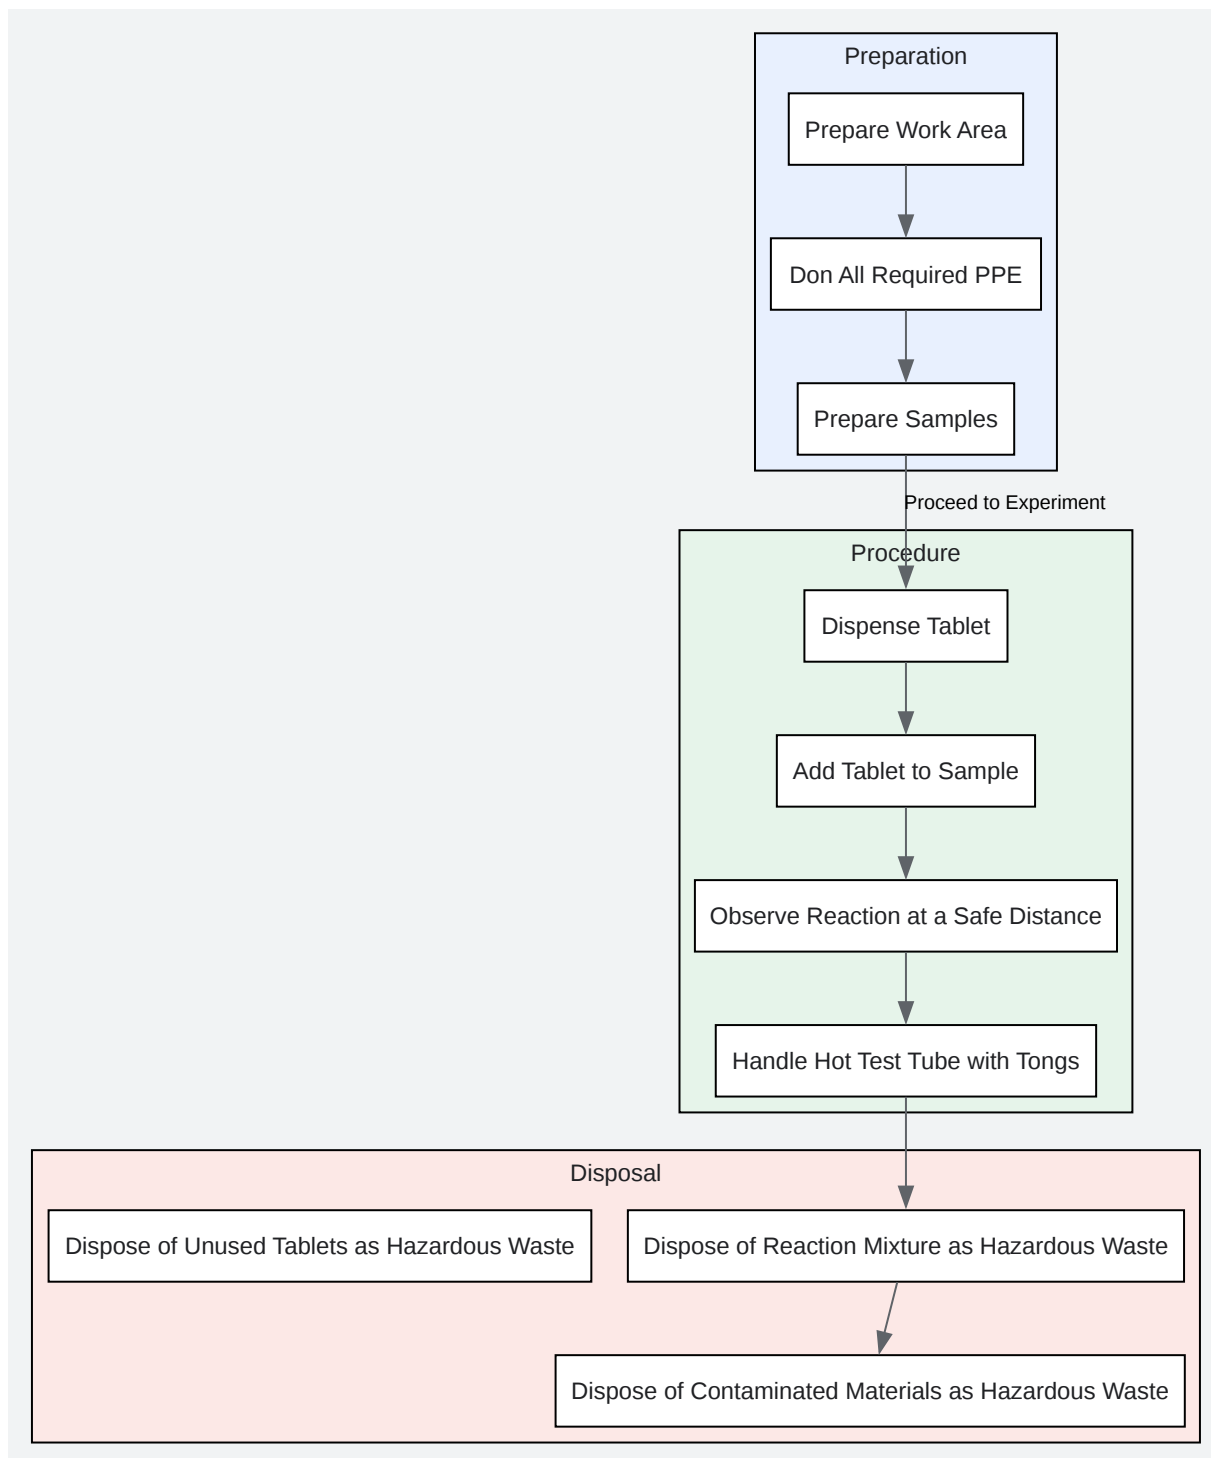 Preparation
Prepare Work Area
Don All Required PPE
Prepare Samples
Proceed to Experiment
Procedure
Dispense Tablet
Add Tablet to Sample
Observe Reaction at a Safe Distance
Handle Hot Test Tube with Tongs
Disposal
Dispose of Unused Tablets as Hazardous Waste
Dispose of Reaction Mixture as Hazardous Waste
Dispose of Contaminated Materials as Hazardous Waste